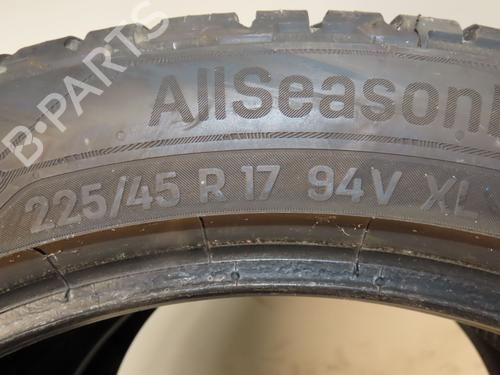 B-PARTS
AllSeason
225/45 R 17 94V XL